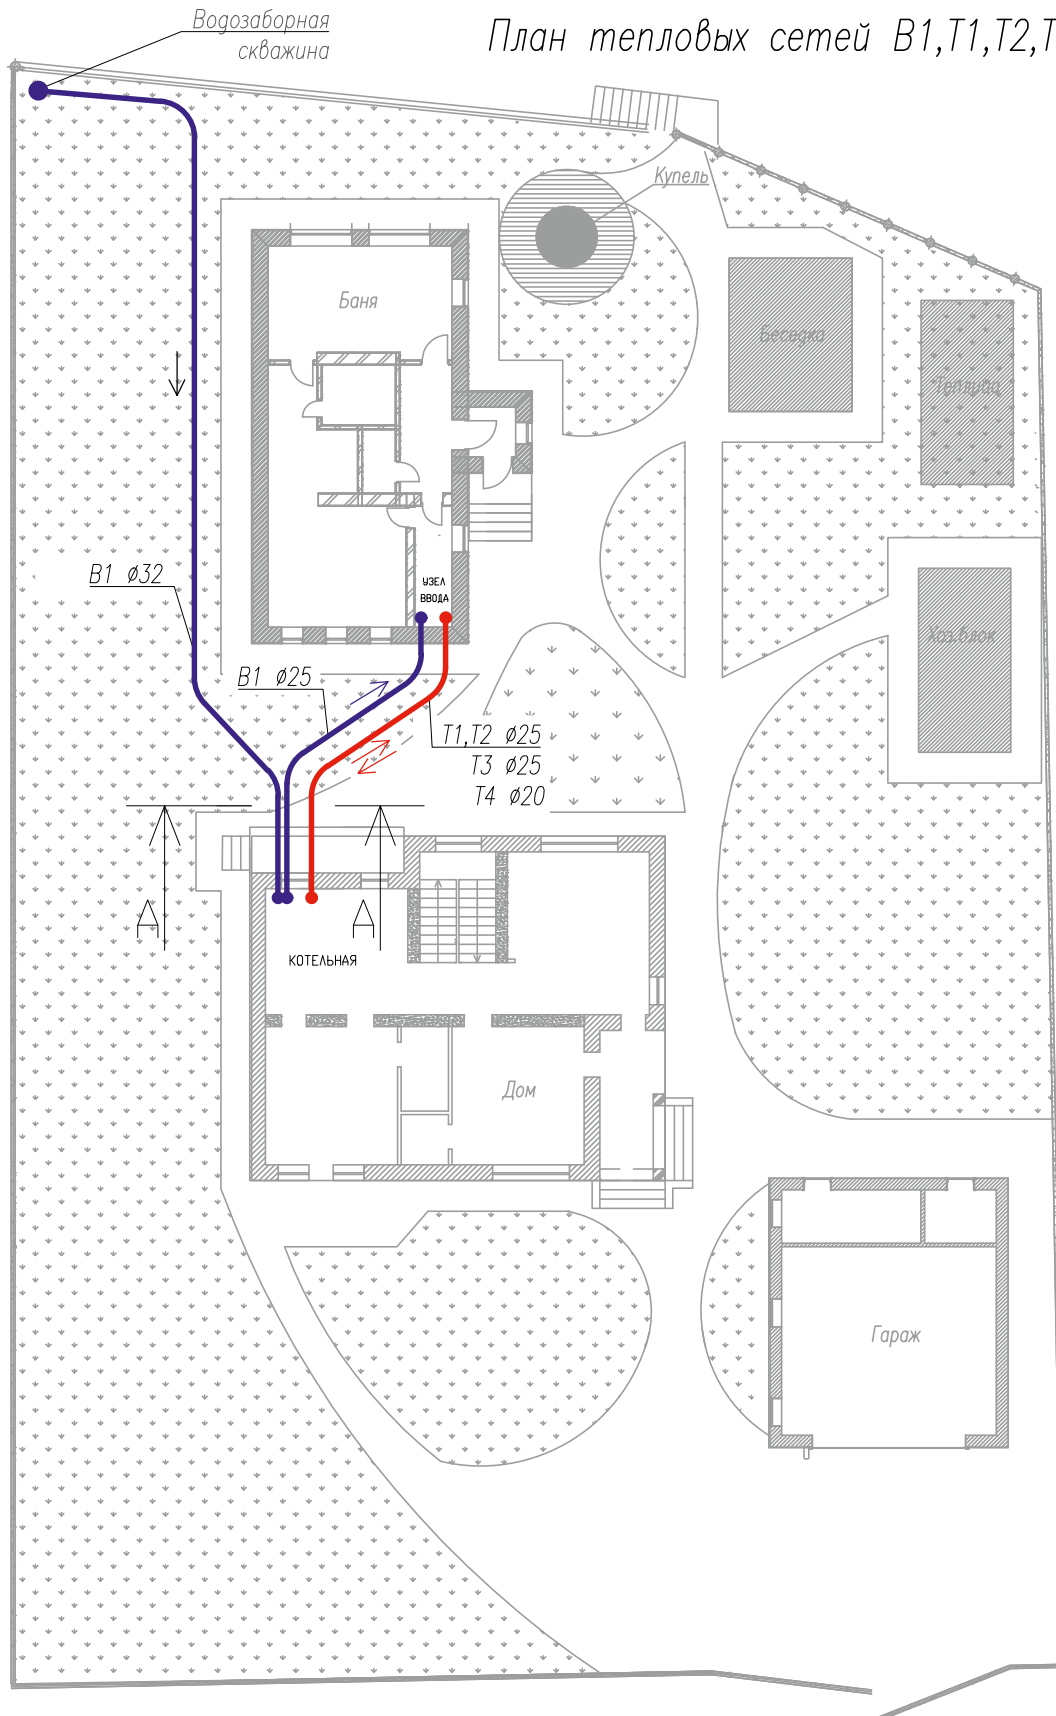 План тепловых сетей В1,Т1,Т2,Т
Водозаборная
скважина
Купель
Баня
Беседка
Теплица
В1 ø32
УЗЕЛ
ВВОДА
Хоз.блок
В1 ø25
Т1,Т2 ø25
Т3 ø25
Т4 ø20
А
А
КОТЕЛЬНАЯ
Дом
Гараж